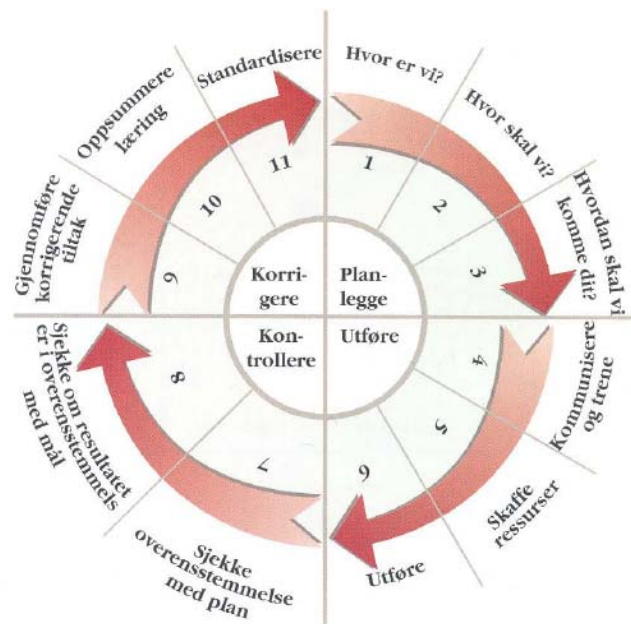 Hvor er vi?
1
Hvor skal vi?
2
Hvordan skal vi
komme dit?
3
Kommunisere
og trene
4
Skaffe
ressurser
5
Utføre
6
Sjekke
overensstemmelse
med plan
7
Sjekke om resultatet
er i overensstemmels
med mål
8
Gjennomføre
korrigerende
tiltak
9
Oppsummere
læring
10
Standardisere
11
Korri-
gere
Plan-
legge
Kon-
trollere
Utføre